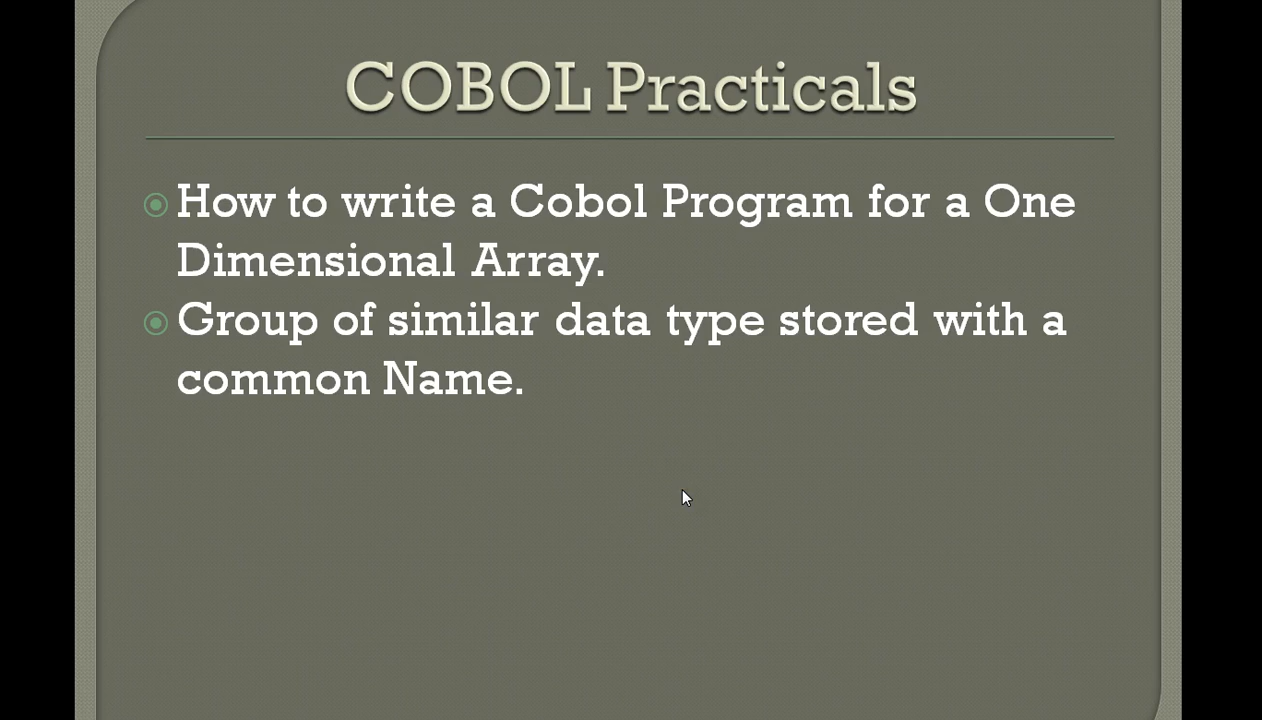 COBOL Practicals
How to write a Cobol Program for a One
Dimensional Array.
Group of similar data type stored with a
common Name.